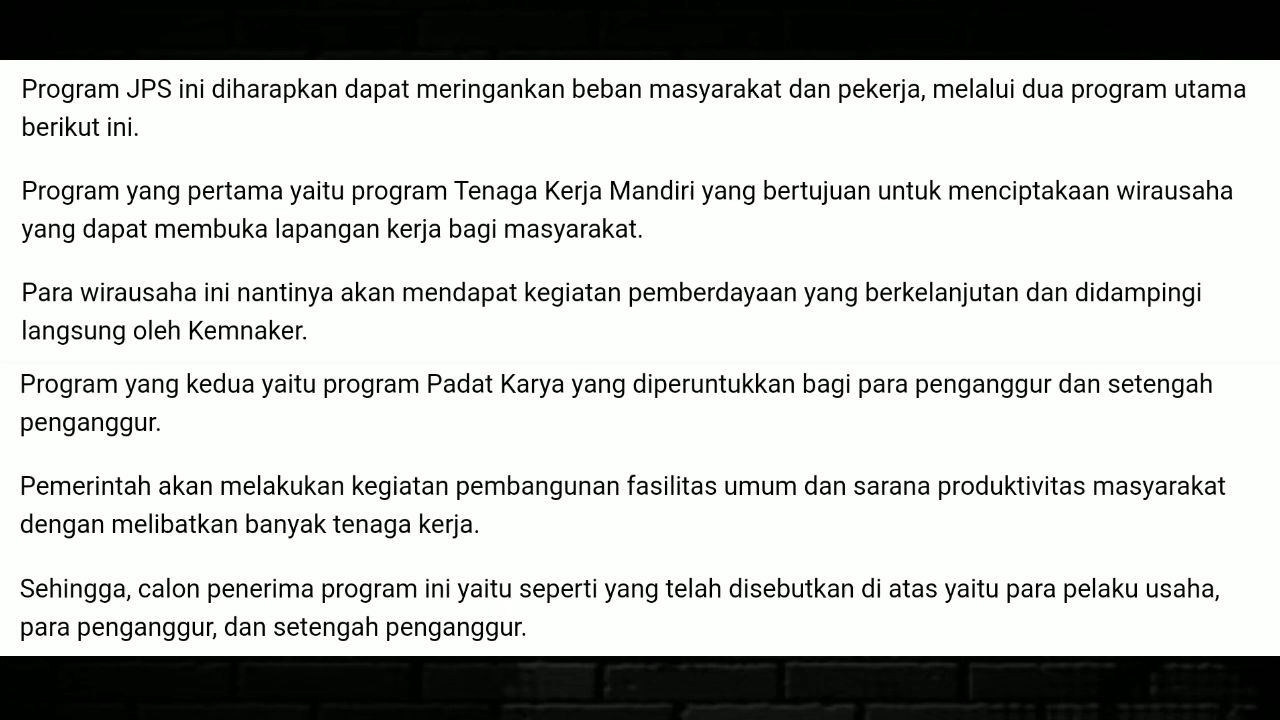 Program JPS ini diharapkan dapat meringankan beban masyarakat dan pekerja, melalui dua program utama
berikut ini.
Program yang pertama yaitu program Tenaga Kerja Mandiri yang bertujuan untuk menciptakaan wirausaha
yang dapat membuka lapangan kerja bagi masyarakat.
Para wirausaha ini nantinya akan mendapat kegiatan pemberdayaan yang berkelanjutan dan didampingi
langsung oleh Kemnaker.
Program yang kedua yaitu program Padat Karya yang diperuntukkan bagi para penganggur dan setengah
penganggur.
Pemerintah akan melakukan kegiatan pembangunan fasilitas umum dan sarana produktivitas masyarakat
dengan melibatkan banyak tenaga kerja.
Sehingga, calon penerima program ini yaitu seperti yang telah disebutkan di atas yaitu para pelaku usaha,
para penganggur, dan setengah penganggur.